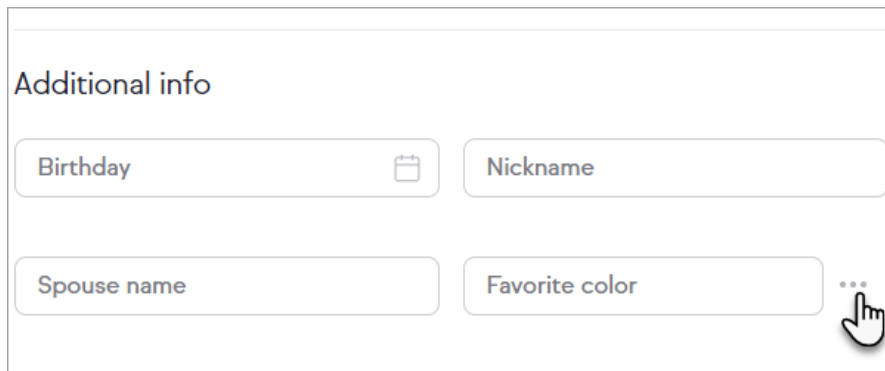 Additional info
Birthday
Nickname
Spouse name
Favorite color